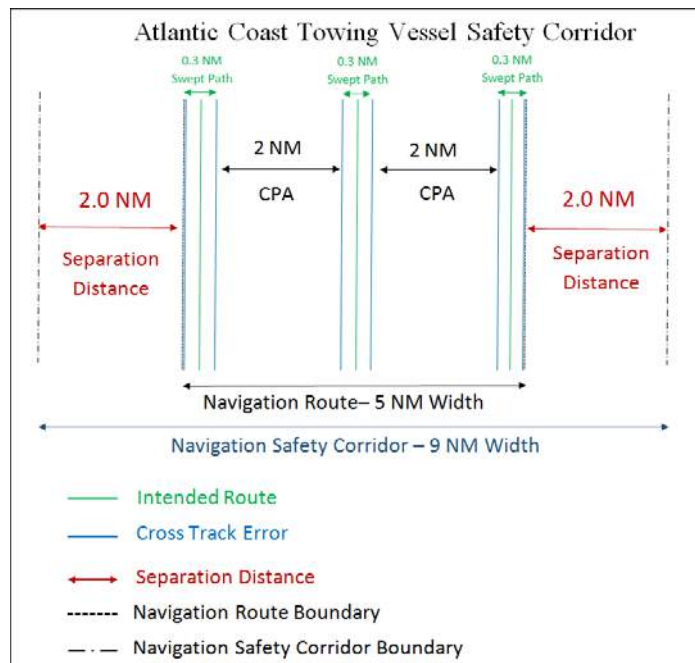 Atlantic Coast Towing Vessel Safety Corridor
0.3 NM
Swept Path
0.3 NM
Swept Path
0.3 NM
Swept Path
2 NM
CPA
2 NM
CPA
2.0 NM
Separation
Distance
2.0 NM
Separation
Distance
Navigation Route– 5 NM Width
Navigation Safety Corridor – 9 NM Width
Intended Route
Cross Track Error
Separation Distance
Navigation Route Boundary
Navigation Safety Corridor Boundary